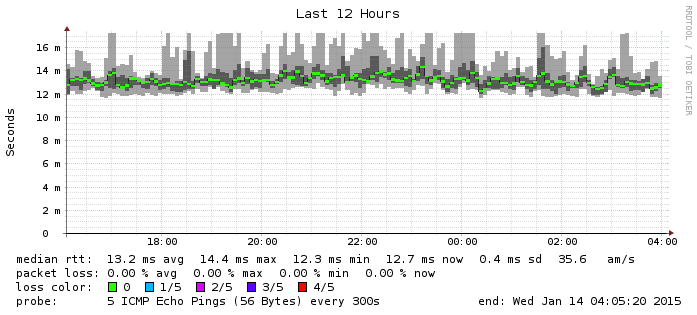 Last 12 Hours
RRDTOOL / TOBI OETIKER
Seconds
16 m
14 m
12 m
10 m
8 m
6 m
4 m
2 m
0
18:00 20:00 22:00 00:00 02:00 04:00
median rtt: 13.2 ms avg 14.4 ms max 12.3 ms min 12.7 ms now 0.4 ms sd 35.6 am/s
packet loss: 0.00 % avg 0.00 % max 0.00 % min 0.00 % now
loss color: 0 1/5 2/5 3/5 4/5
probe: 5 ICMP Echo Pings (56 Bytes) every 300s end: Wed Jan 14 04:05:20 2015